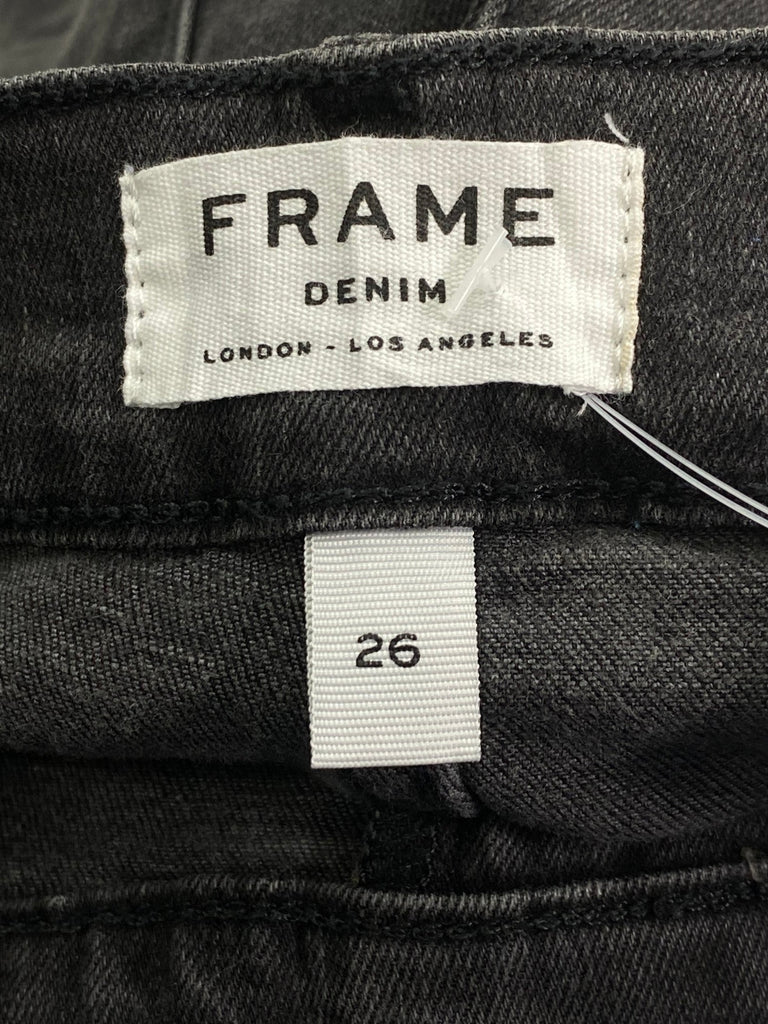 FRAME
DENIM
LONDON - LOS ANGELES
26